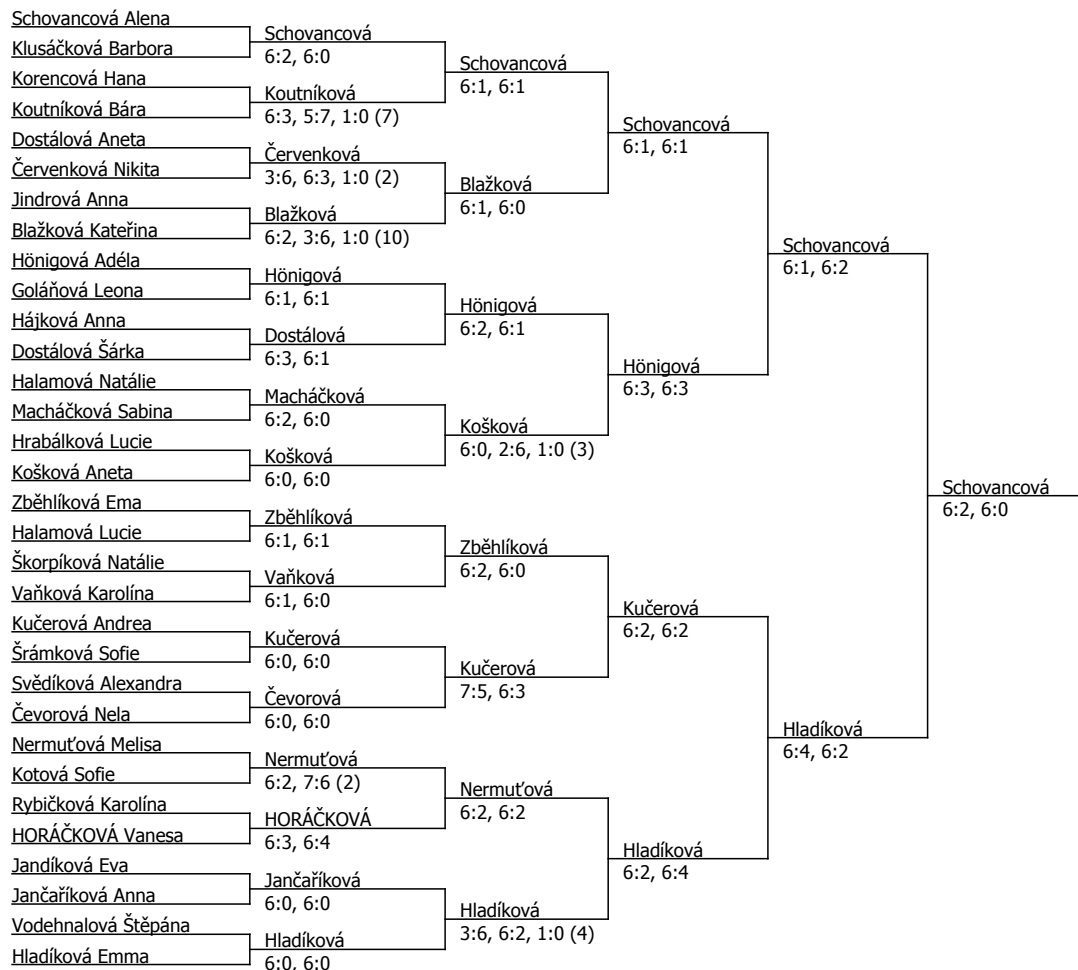 Schovancová Alena
Klusáčková Barbora
Korencová Hana
Koutníková Bára
Dostálová Aneta
Červenková Nikita
Jindrová Anna
Blažková Kateřina
Hönigová Adéla
Goláňová Leona
Hájková Anna
Dostálová Šárka
Halamová Natálie
Macháčková Sabina
Hrabálková Lucie
Košková Aneta
Zběhlíková Ema
Halamová Lucie
Škorpíková Natálie
Vaňková Karolína
Kučerová Andrea
Šrámková Sofie
Svědíková Alexandra
Čevorová Nela
Nermuťová Melisa
Kotová Sofie
Rybičková Karolína
HORÁČKOVÁ Vanesa
Jandíková Eva
Jančaříková Anna
Vodehnalová Štěpána
Hladíková Emma
Schovancová
6:2, 6:0
Koutníková
6:3, 5:7, 1:0 (7)
Červenková
3:6, 6:3, 1:0 (2)
Blažková
6:2, 3:6, 1:0 (10)
Hönigová
6:1, 6:1
Dostálová
6:3, 6:1
Macháčková
6:2, 6:0
Košková
6:0, 6:0
Zběhlíková
6:1, 6:1
Vaňková
6:1, 6:0
Kučerová
6:0, 6:0
Čevorová
6:0, 6:0
Nermuťová
6:2, 7:6 (2)
HORÁČKOVÁ
6:3, 6:4
Jančaříková
6:0, 6:0
Hladíková
6:0, 6:0
Schovancová
6:1, 6:1
Blažková
6:1, 6:0
Hönigová
6:2, 6:1
Košková
6:0, 2:6, 1:0 (3)
Zběhlíková
6:2, 6:0
Kučerová
7:5, 6:3
Nermuťová
6:2, 6:2
Hladíková
3:6, 6:2, 1:0 (4)
Schovancová
6:1, 6:1
Hönigová
6:3, 6:3
Kučerová
6:2, 6:2
Hladíková
6:2, 6:4
Schovancová
6:1, 6:2
Hladíková
6:4, 6:2
Schovancová
6:2, 6:0